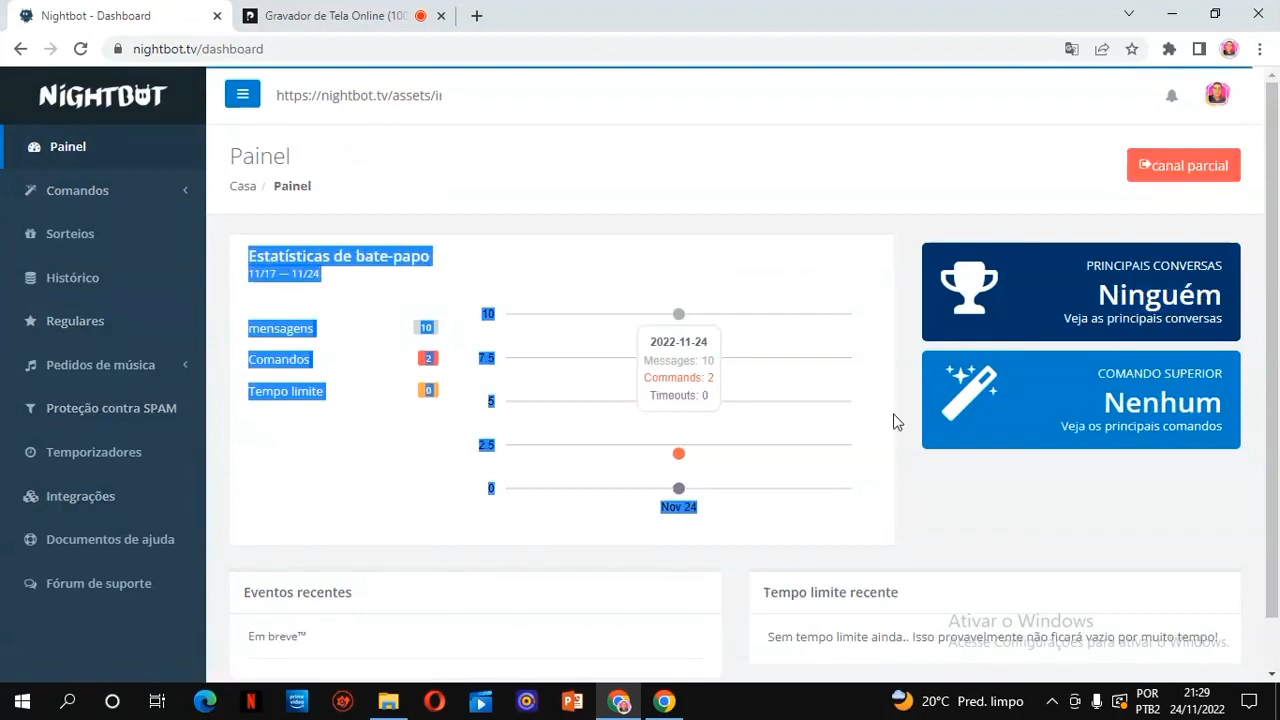 Nightbot - Dashboard
Gravador de Tela Online (100
nightbot.tv/dashboard
NiGHTBOT
https://nightbot.tv/assets/ir
Painel
canal parcial
Casa / Painel
Painel
Comandos
Sorteios
Histórico
Regulares
Pedidos de música
Proteção contra SPAM
Temporizadores
Integrações
Documentos de ajuda
Fórum de suporte
Estatísticas de bate-papo
11/17 — 11/24
mensagens 10
Comandos 2
Tempo limite 0
10
7.5
5
2.5
0
2022-11-24
Messages: 10
Commands: 2
Timeouts: 0
Nov 24
PRINCIPAIS CONVERSAS
Ninguém
Veja as principais conversas
COMANDO SUPERIOR
Nenhum
Veja os principais comandos
Eventos recentes
Em breve™
Tempo limite recente
Sem tempo limite ainda.. Isso provavelmente não ficará vazio por muito tempo!
Ativar o Windows
Acesse Configurações para ativar o Windows.
20°C Pred. limpo
POR
PTB2
21:29
24/11/2022